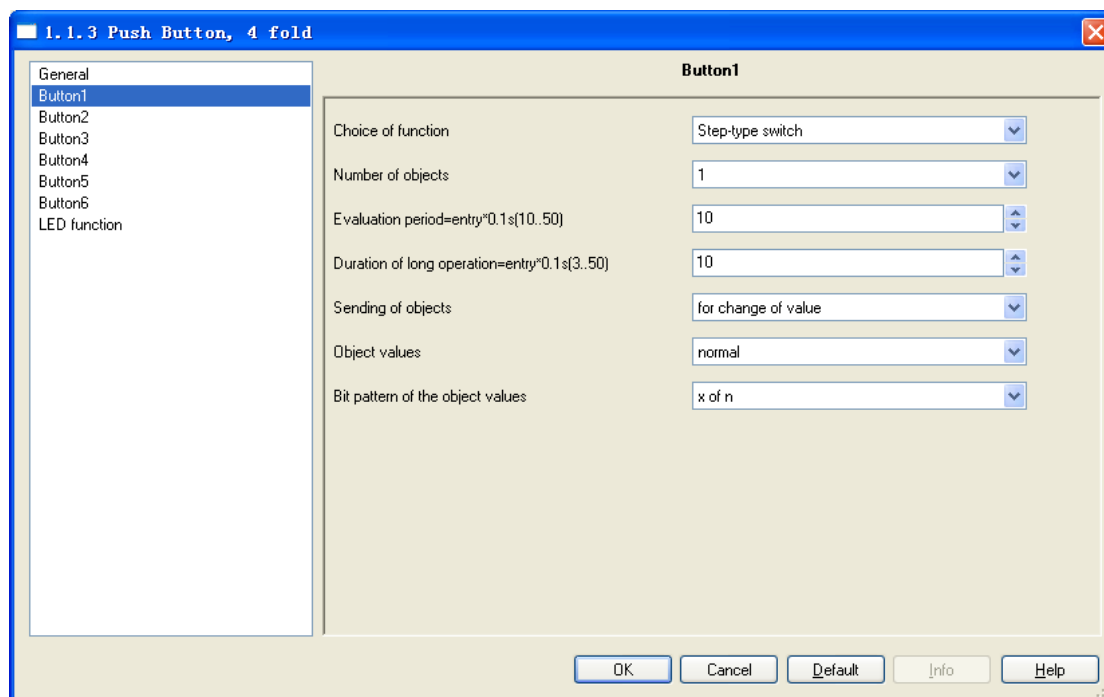 1.1.3 Push Button, 4 fold
General
Button1
Button2
Button3
Button4
Button5
Button6
LED function
Button1
Choice of function Step-type switch
Number of objects 1
Evaluation period=entry*0.1s(10..50) 10
Duration of long operation=entry*0.1s(3..50) 10
Sending of objects for change of value
Object values normal
Bit pattern of the object values x of n
OK Cancel Default Info Help